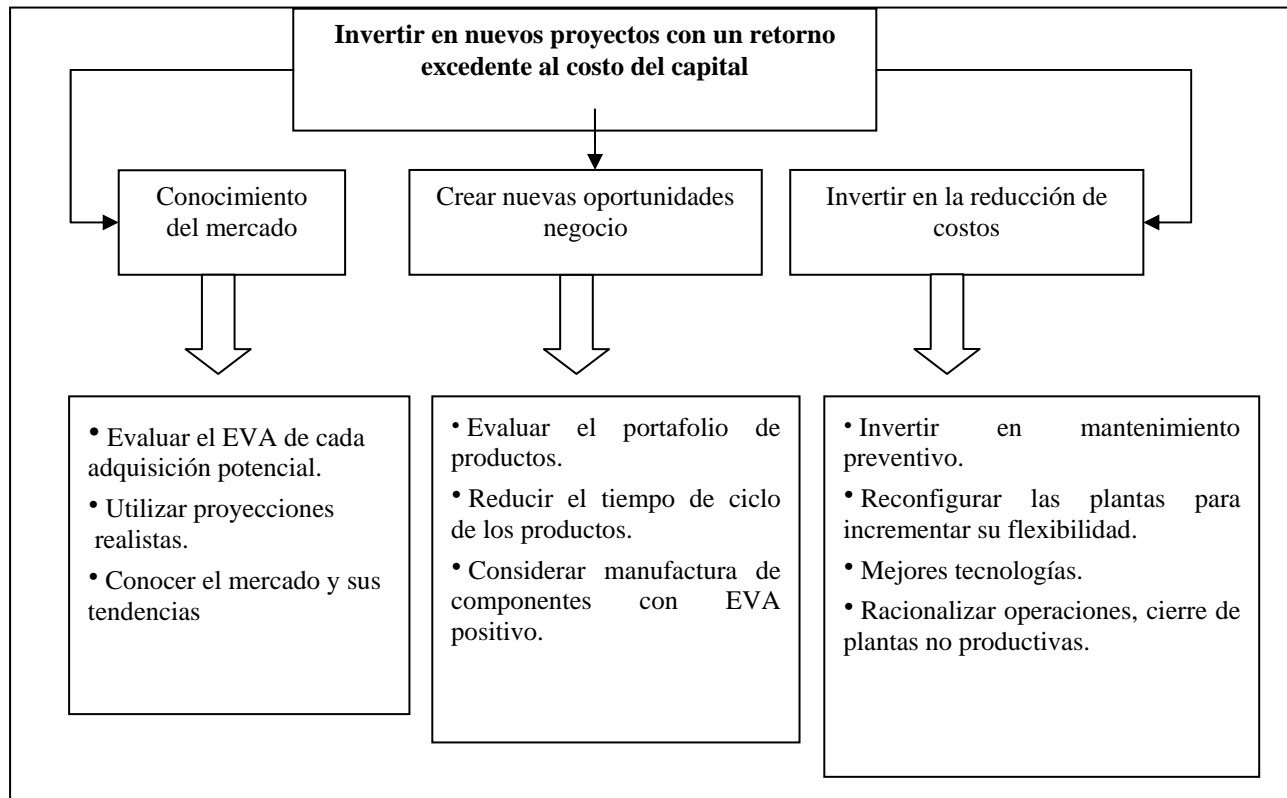 Invertir en nuevos proyectos con un retorno
excedente al costo del capital
Conocimiento
del mercado
Crear nuevas oportunidades
negocio
Invertir en la reducción de
costos
• Evaluar el EVA de cada
adquisición potencial.
• Utilizar proyecciones
realistas.
• Conocer el mercado y sus
tendencias
• Evaluar el portafolio de
productos.
• Reducir el tiempo de ciclo
de los productos.
• Considerar manufactura de
componentes con EVA
positivo.
• Invertir en mantenimiento
preventivo.
• Reconfigurar las plantas para
incrementar su flexibilidad.
• Mejores tecnologías.
• Racionalizar operaciones, cierre de
plantas no productivas.